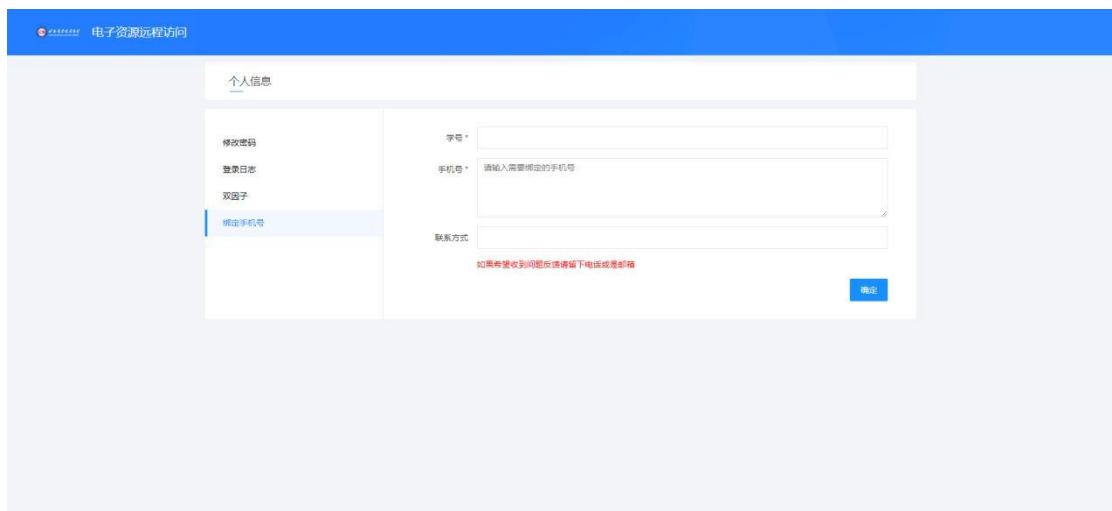 电子资源远程访问
个人信息
修改密码
登录日志
双因子
绑定手机号
学号 *
手机号 *
请输入需要绑定的手机号
联系方式
如果希望收到问题反馈请留下电话或是邮箱
确定